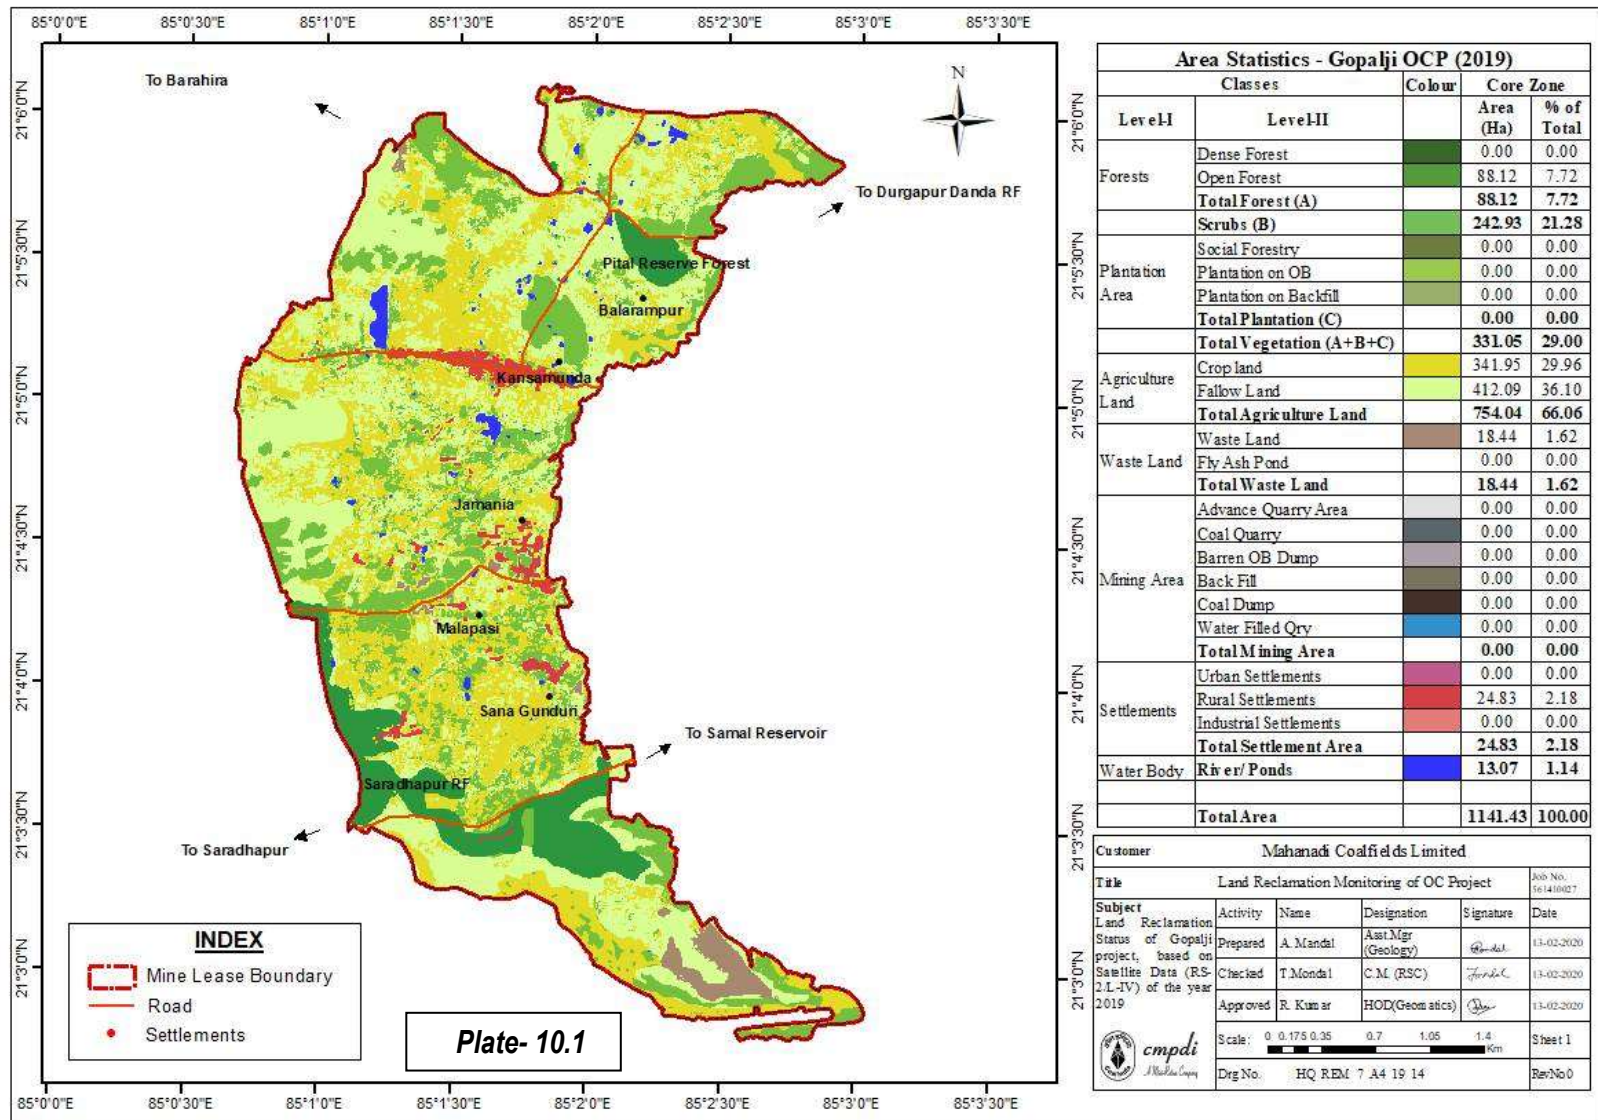 85°0'0"E 85°0'30"E 85°1'0"E 85°1'30"E 85°2'0"E 85°2'30"E 85°3'0"E 85°3'30"E
21°6'0"N
21°5'30"N
21°5'0"N
21°4'30"N
21°4'0"N
21°3'30"N
21°3'0"N
To Barahira
N
To Durgapur Danda RF
Pital Reserve Forest
Balarampur
Kansamunda
Jamania
Malapasi
Sana Gunduri
To Samal Reservoir
Saradhapur RF
To Saradhapur
INDEX
Mine Lease Boundary
Road
Settlements
Plate- 10.1
21°6'0"N
21°5'30"N
21°5'0"N
21°4'30"N
21°4'0"N
21°3'30"N
21°3'0"N
85°0'0"E 85°0'30"E 85°1'0"E 85°1'30"E 85°2'0"E 85°2'30"E 85°3'0"E 85°3'30"E
Area Statistics - Gopalji OCP (2019)
Classes Colour Core Zone
Level-I Level-II Area (Ha) % of Total
Forests
Dense Forest 0.00 0.00
Open Forest 88.12 7.72
Total Forest (A) 88.12 7.72
Scrubs (B) 242.93 21.28
Plantation Area
Social Forestry 0.00 0.00
Plantation on OB 0.00 0.00
Plantation on Backfill 0.00 0.00
Total Plantation (C) 0.00 0.00
Total Vegetation (A+B+C) 331.05 29.00
Agriculture Land
Crop land 341.95 29.96
Fallow Land 412.09 36.10
Total Agriculture Land 754.04 66.06
Waste Land
Waste Land 18.44 1.62
Fly Ash Pond 0.00 0.00
Total Waste Land 18.44 1.62
Mining Area
Advance Quarry Area 0.00 0.00
Coal Quarry 0.00 0.00
Barren OB Dump 0.00 0.00
Back Fill 0.00 0.00
Coal Dump 0.00 0.00
Water Filled Qry 0.00 0.00
Total Mining Area 0.00 0.00
Settlements
Urban Settlements 0.00 0.00
Rural Settlements 24.83 2.18
Industrial Settlements 0.00 0.00
Total Settlement Area 24.83 2.18
Water Body River/ Ponds 13.07 1.14
Total Area 1141.43 100.00
Customer Mahanadi Coalfields Limited
Title Land Reclamation Monitoring of OC Project Job No. 561410027
Subject
Land Reclamation
Status of Gopalji
project, based on
Satellite Data (RS-
2.L-IV) of the year
2019
Activity Name Designation Signature Date
Prepared A. Mandal Asst.Mgr (Geology) 13-02-2020
Checked T.Mondal C.M. (RSC) 13-02-2020
Approved R. Kumar HOD(Geomatics) 13-02-2020
cmpdi
Scale: 0 0.175 0.35 0.7 1.05 1.4 Km Sheet 1
Drg No. HQ REM 7 A4 19 14 RevNo0